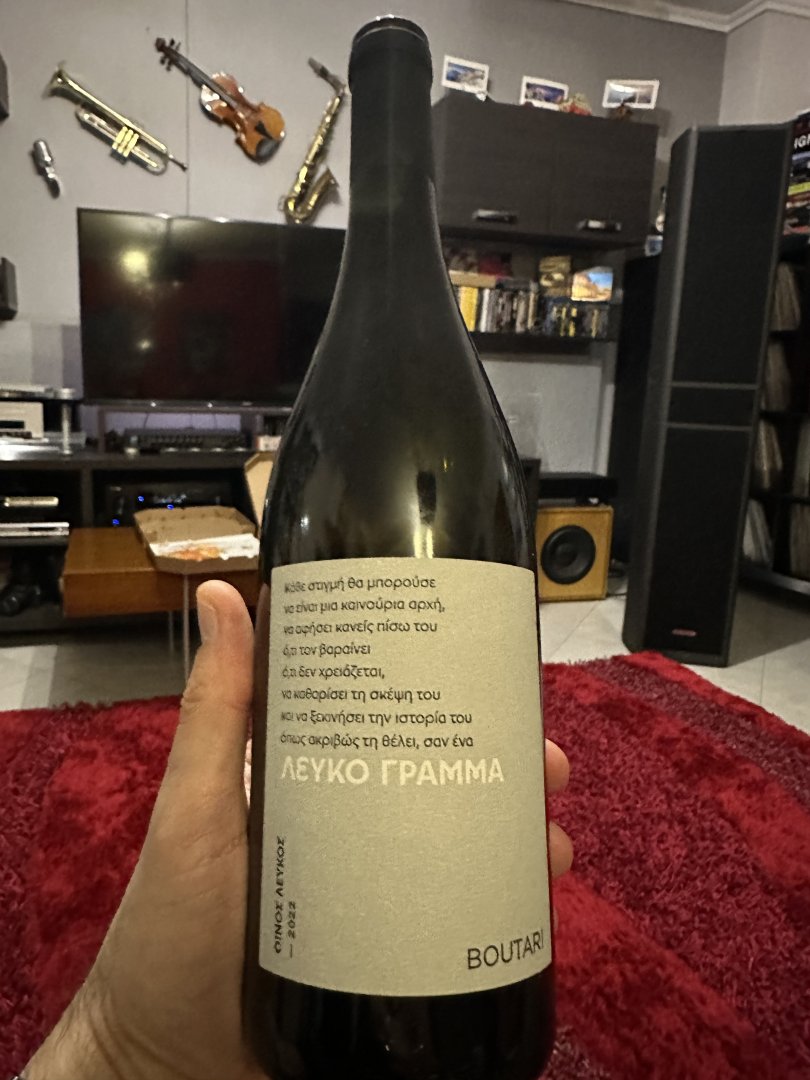 κάθε στιγμή θα μπορούσε
να είναι μια καινούρια αρχή,
να αφήσει κανείς πίσω του
ό,τι τον βαραίνει
ό,τι δεν χρειάζεται,
να καθαρίσει τη σκέψη του
και να ξεκινήσει την ιστορία του
όπως ακριβώς τη θέλει, σαν ένα
ΛΕΥΚΟ ΓΡΑΜΜΑ
ΟΙΝΟΣ ΛΕΥΚΟΣ
— 2022
BOUTARI